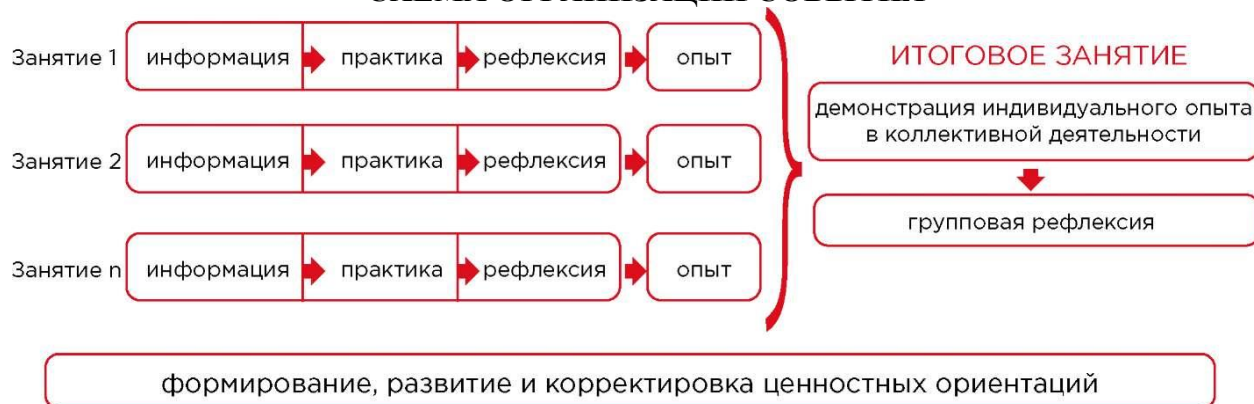 Занятие 1 информация практика рефлексия опыт
Занятие 2 информация практика рефлексия опыт
Занятие n информация практика рефлексия опыт
ИТОГОВОЕ ЗАНЯТИЕ
демонстрация индивидуального опыта
в коллективной деятельности
групповая рефлексия
формирование, развитие и корректировка ценностных ориентаций